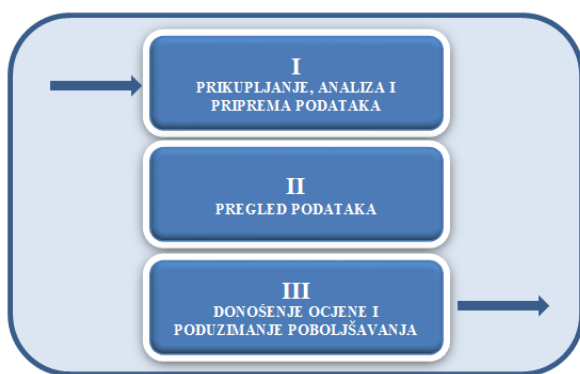 I
PRIKUPLJANJE, ANALIZA I
PRIPREMA PODATAKA
II
PREGLED PODATAKA
III
DONOŠENJE OCJENE I
PODUZIMANJE POBOLJŠAVANJA